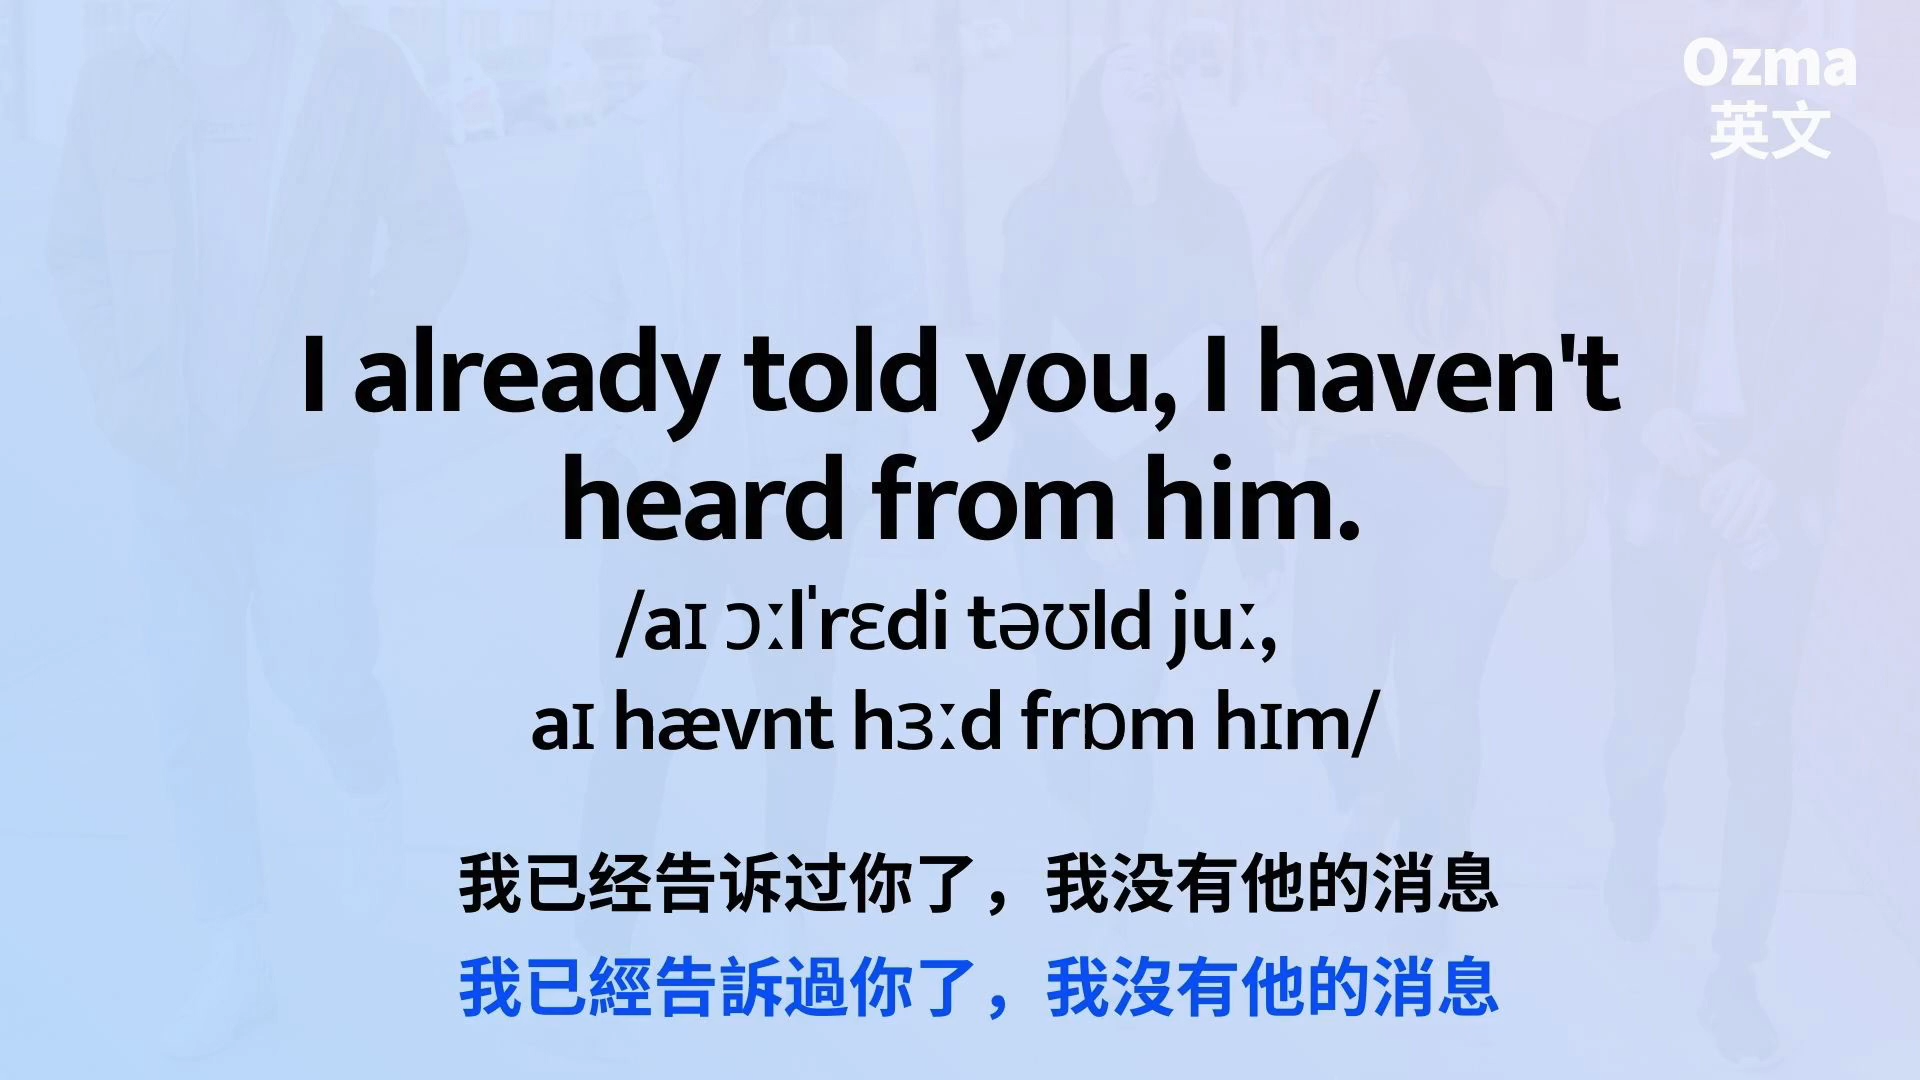 Ozma
英文
I already told you, I haven't
heard from him.
/aɪ ɔːlˈrɛdi təʊld juː,
aɪ hævnt hɜːd frɒm hɪm/
我已经告诉过你了，我没有他的消息
我已經告訴過你了，我沒有他的消息